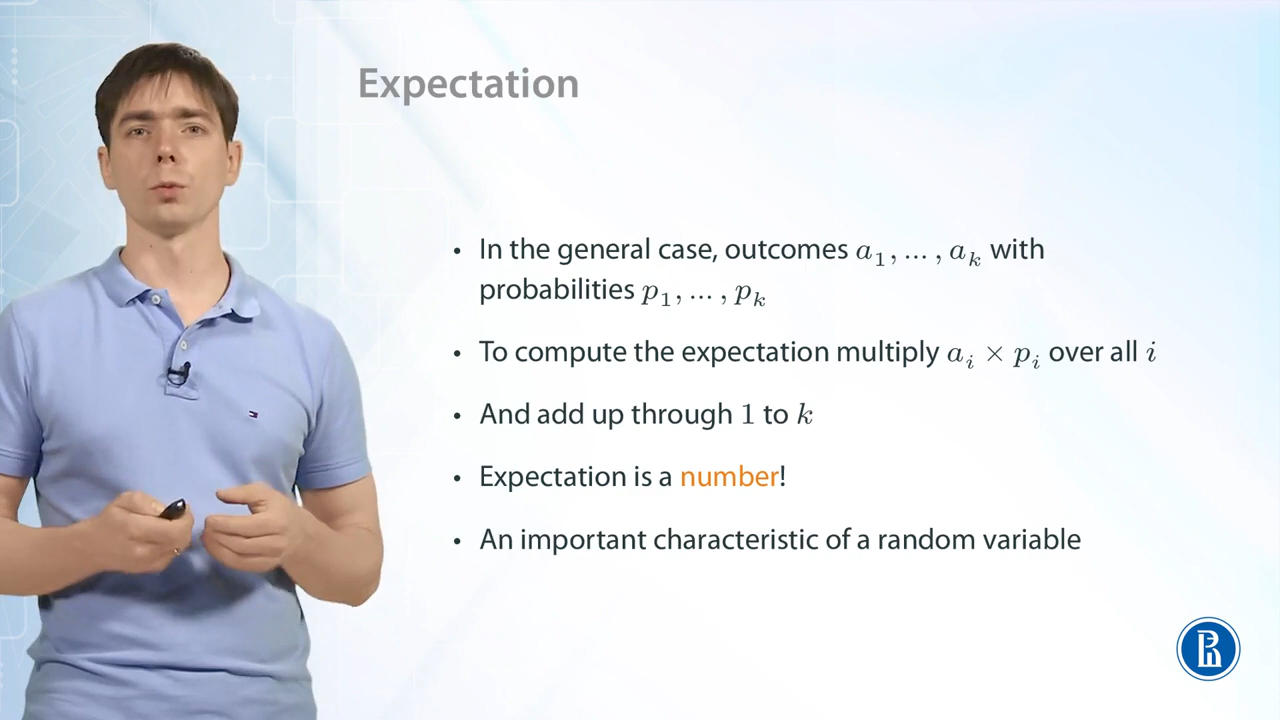 Expectation
• In the general case, outcomes a₁, ... , aₖ with
probabilities p₁, ... , pₖ
• To compute the expectation multiply aᵢ × pᵢ over all i
• And add up through 1 to k
• Expectation is a number!
• An important characteristic of a random variable